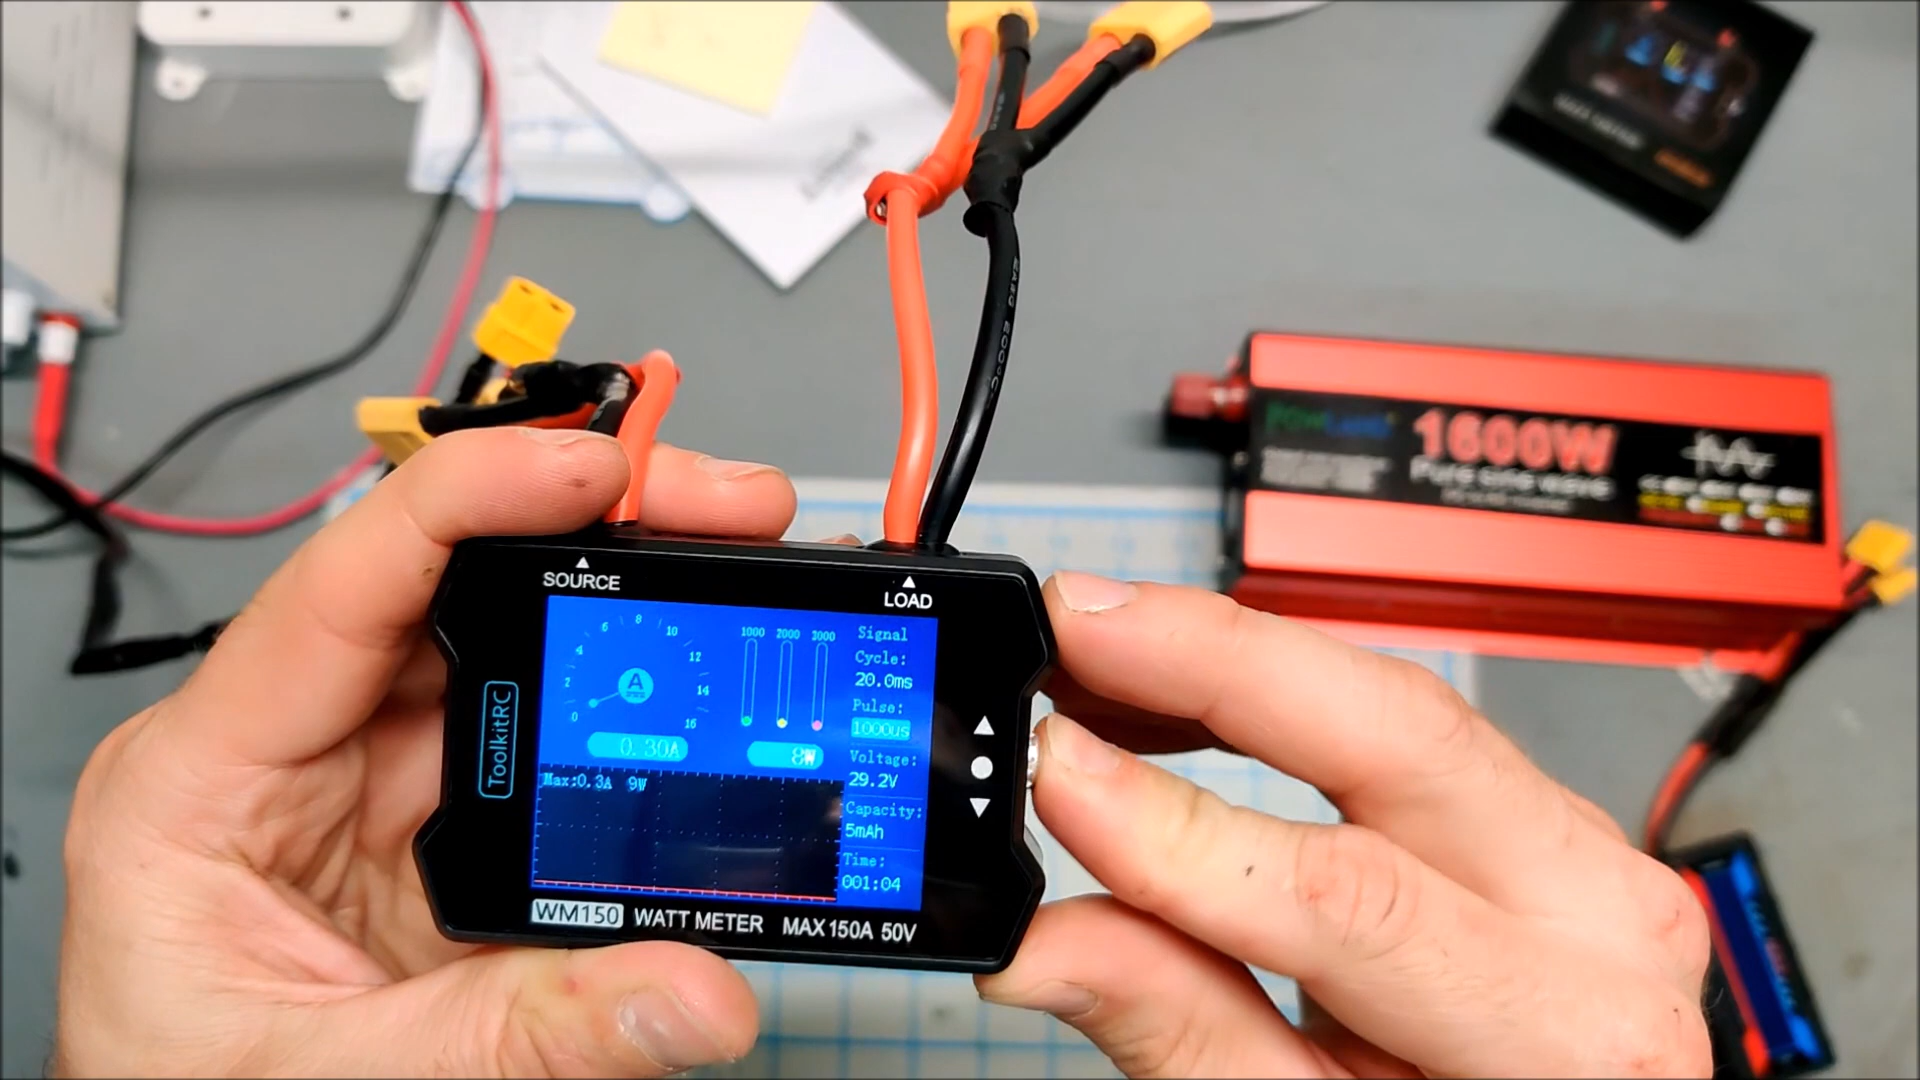 SOURCE
LOAD
ToolkitRC
0
2
4
6
8
10
12
14
16
A
0.30A
1000 2000 3000
8W
Max:0.3A 9W
Signal
Cycle:
20.0ms
Pulse:
1000us
Voltage:
29.2V
Capacity:
5mAh
Time:
001:04
WM150 WATT METER MAX 150A 50V
1600W
Pure sine wave
200°C